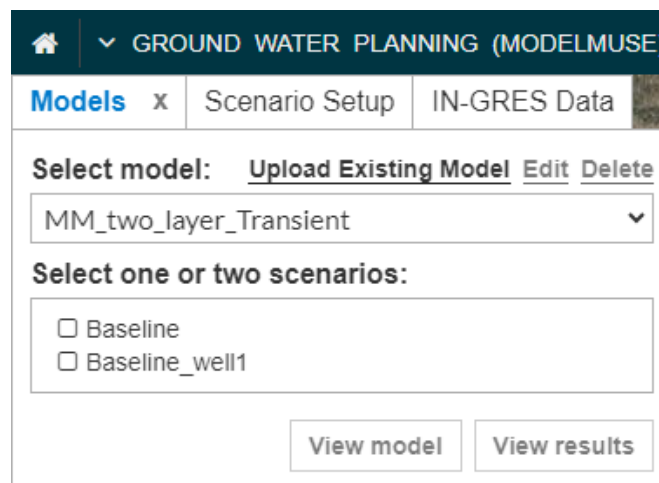 GROUND WATER PLANNING (MODELMUSE
Models x Scenario Setup IN-GRES Data
Select model: Upload Existing Model Edit Delete
MM_two_layer_Transient
Select one or two scenarios:
Baseline
Baseline_well1
View model View results